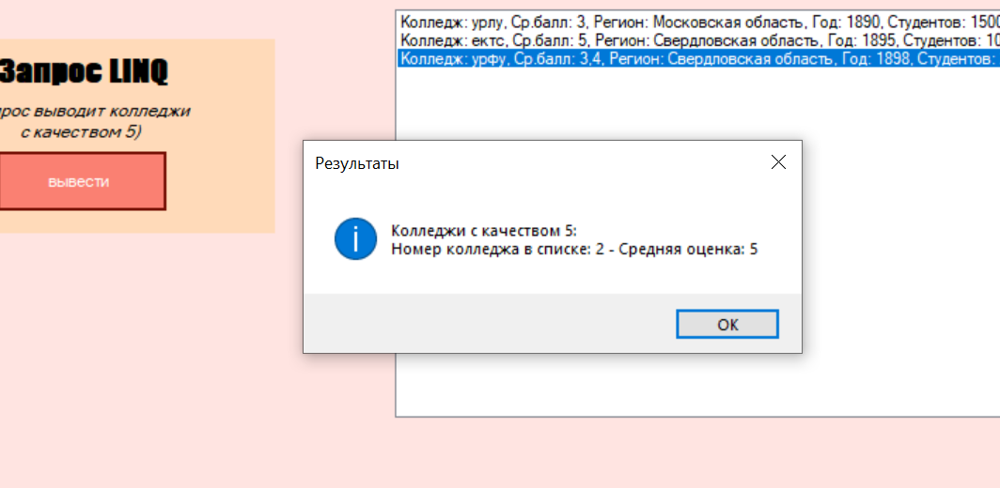 Запрос LINQ
рос выводит колледжи
с качеством 5)
вывести
Колледж: урлу, Ср.балл: 3, Регион: Московская область, Год: 1890, Студентов: 1500
Колледж: ектс, Ср.балл: 5, Регион: Свердловская область, Год: 1895, Студентов: 10
Колледж: урфу, Ср.балл: 3,4, Регион: Свердловская область, Год: 1898, Студентов:
Результаты
Колледжи с качеством 5:
Номер колледжа в списке: 2 - Средняя оценка: 5
OK